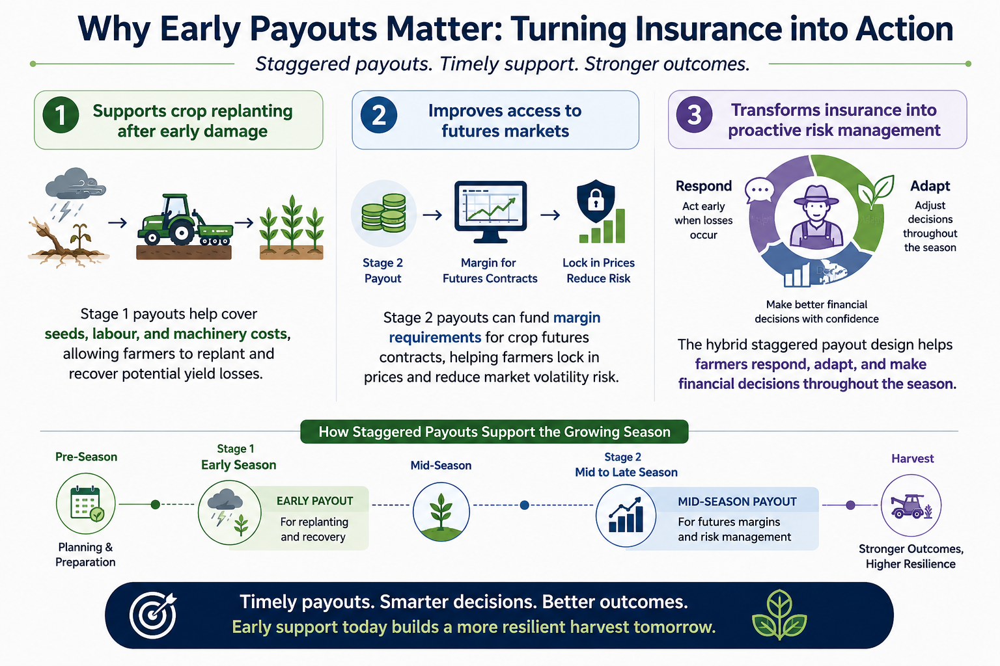 Why Early Payouts Matter: Turning Insurance into Action
Staggered payouts. Timely support. Stronger outcomes.
1
Supports crop replanting
after early damage
Stage 1 payouts help cover
seeds, labour, and machinery costs,
allowing farmers to replant and
recover potential yield losses.
2
Improves access to
futures markets
Stage 2
Payout
Margin for
Futures Contracts
Lock in Prices
Reduce Risk
Stage 2 payouts can fund margin
requirements for crop futures
contracts, helping farmers lock in
prices and reduce market volatility risk.
3
Transforms insurance into
proactive risk management
Respond
Act early
when losses
occur
Adapt
Adjust
decisions
throughout
the season
Make better financial
decisions with confidence
The hybrid staggered payout design helps
farmers respond, adapt, and make
financial decisions throughout the season.
How Staggered Payouts Support the Growing Season
Pre-Season
Planning &
Preparation
Stage 1
Early Season
EARLY PAYOUT
For replanting
and recovery
Mid-Season
Stage 2
Mid to Late Season
MID-SEASON PAYOUT
For futures margins
and risk management
Harvest
Stronger Outcomes,
Higher Resilience
Timely payouts. Smarter decisions. Better outcomes.
Early support today builds a more resilient harvest tomorrow.